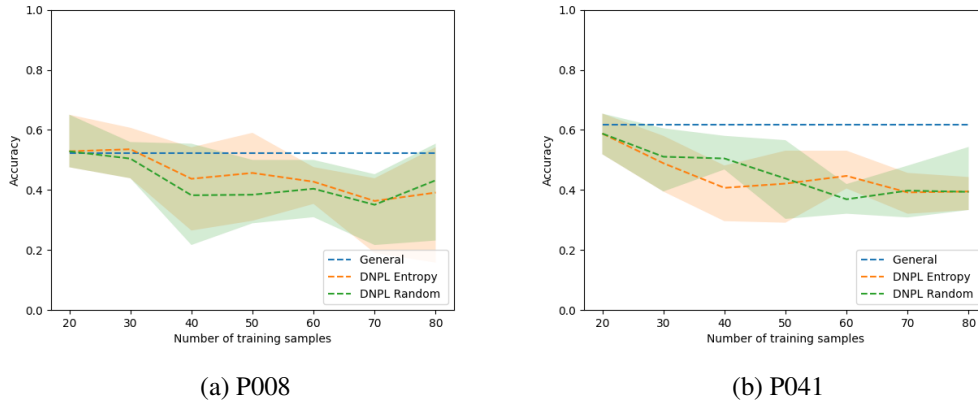 1.0
0.8
0.6
0.4
0.2
0.0
Accuracy
General
DNPL Entropy
DNPL Random
20 30 40 50 60 70 80
Number of training samples
(a) P008
1.0
0.8
0.6
0.4
0.2
0.0
Accuracy
General
DNPL Entropy
DNPL Random
20 30 40 50 60 70 80
Number of training samples
(b) P041